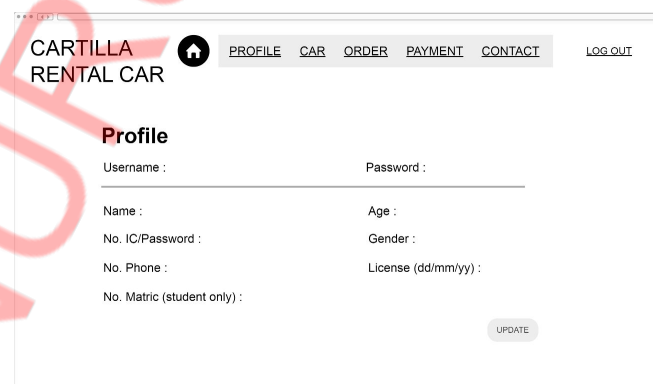 CARTILLA
RENTAL CAR
PROFILE CAR ORDER PAYMENT CONTACT
LOG OUT
Profile
Username :
Password :
Name :
Age :
No. IC/Password :
Gender :
No. Phone :
License (dd/mm/yy) :
No. Matric (student only) :
UPDATE